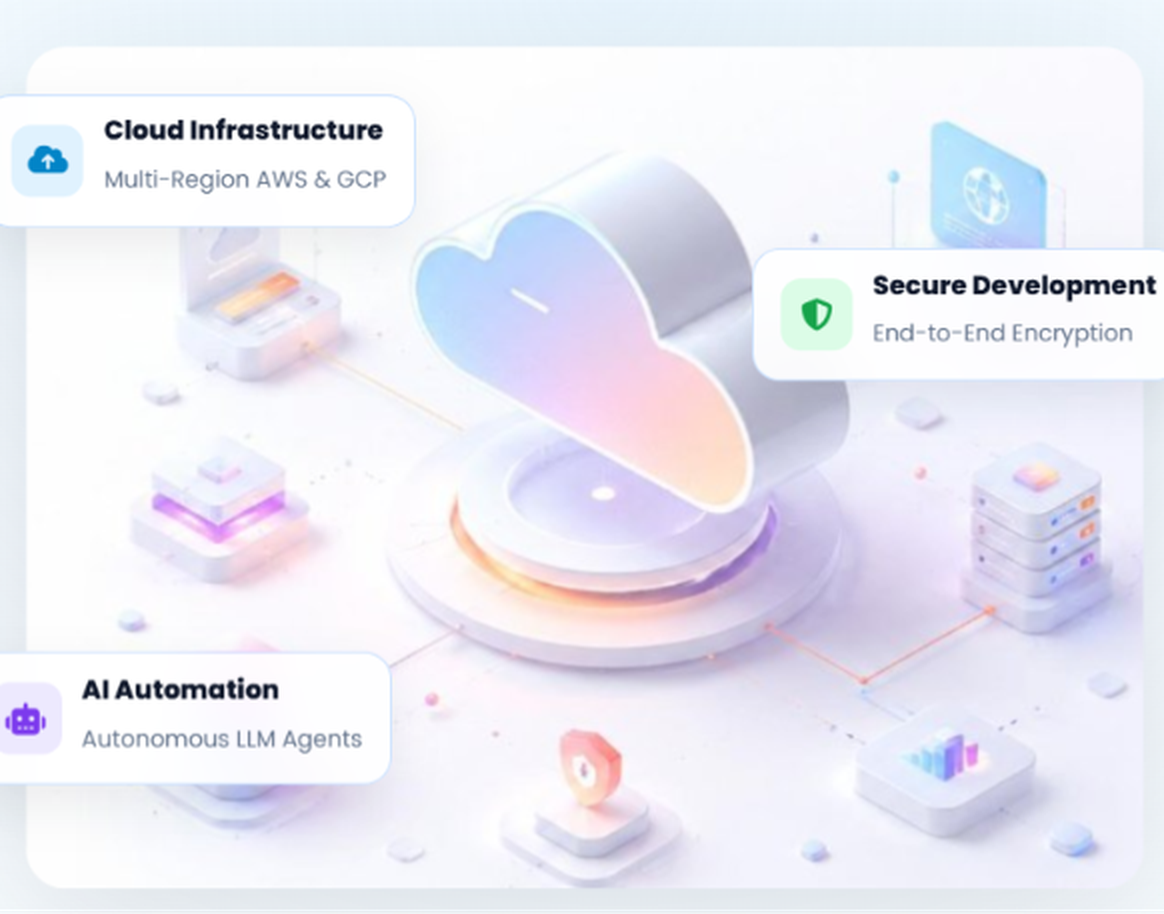 Cloud Infrastructure
Multi-Region AWS & GCP
Secure Development
End-to-End Encryption
AI Automation
Autonomous LLM Agents